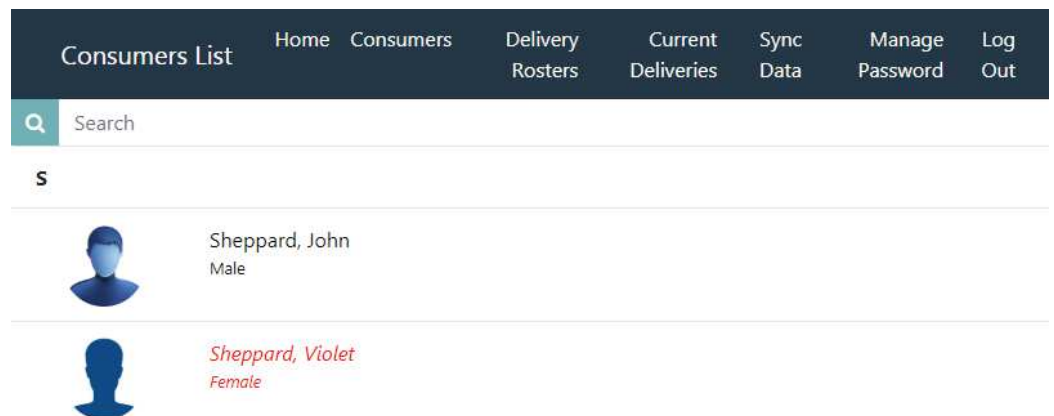 Consumers List
Home Consumers Delivery Rosters Current Deliveries Sync Data Manage Password Log Out
Search
S
Sheppard, John
Male
Sheppard, Violet
Female